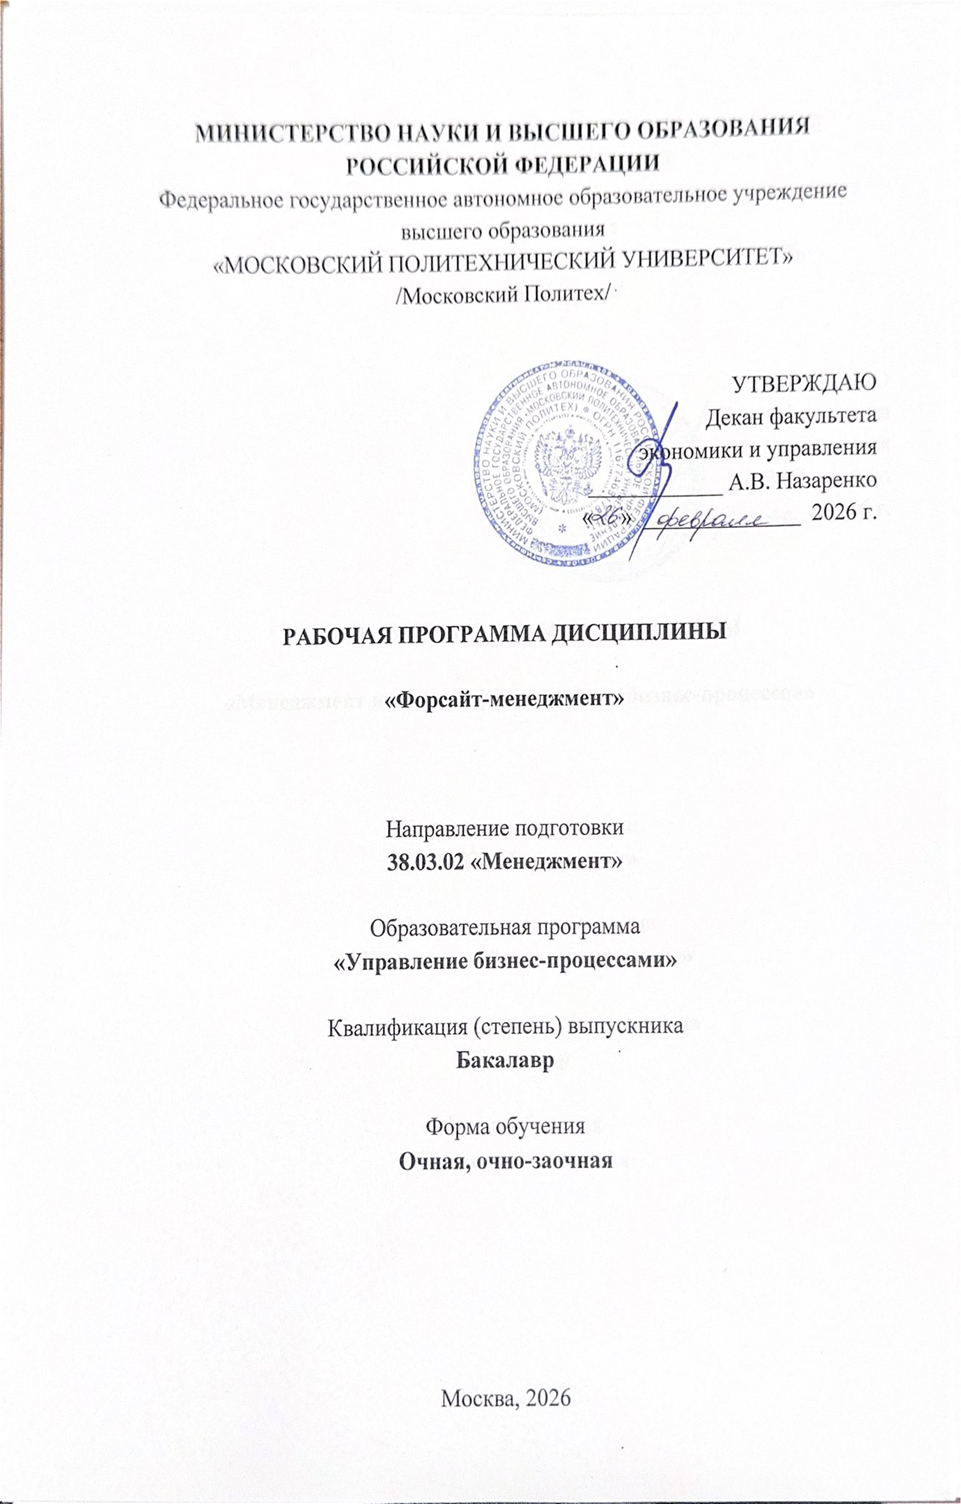 МИНИСТЕРСТВО НАУКИ И ВЫСШЕГО ОБРАЗОВАНИЯ
РОССИЙСКОЙ ФЕДЕРАЦИИ
Федеральное государственное автономное образовательное учреждение
высшего образования
«МОСКОВСКИЙ ПОЛИТЕХНИЧЕСКИЙ УНИВЕРСИТЕТ»
/Московский Политех/
УТВЕРЖДАЮ
Декан факультета
экономики и управления
А.В. Назаренко
«26» февраля 2026 г.
РАБОЧАЯ ПРОГРАММА ДИСЦИПЛИНЫ
«Форсайт-менеджмент»
Направление подготовки
38.03.02 «Менеджмент»
Образовательная программа
«Управление бизнес-процессами»
Квалификация (степень) выпускника
Бакалавр
Форма обучения
Очная, очно-заочная
Москва, 2026